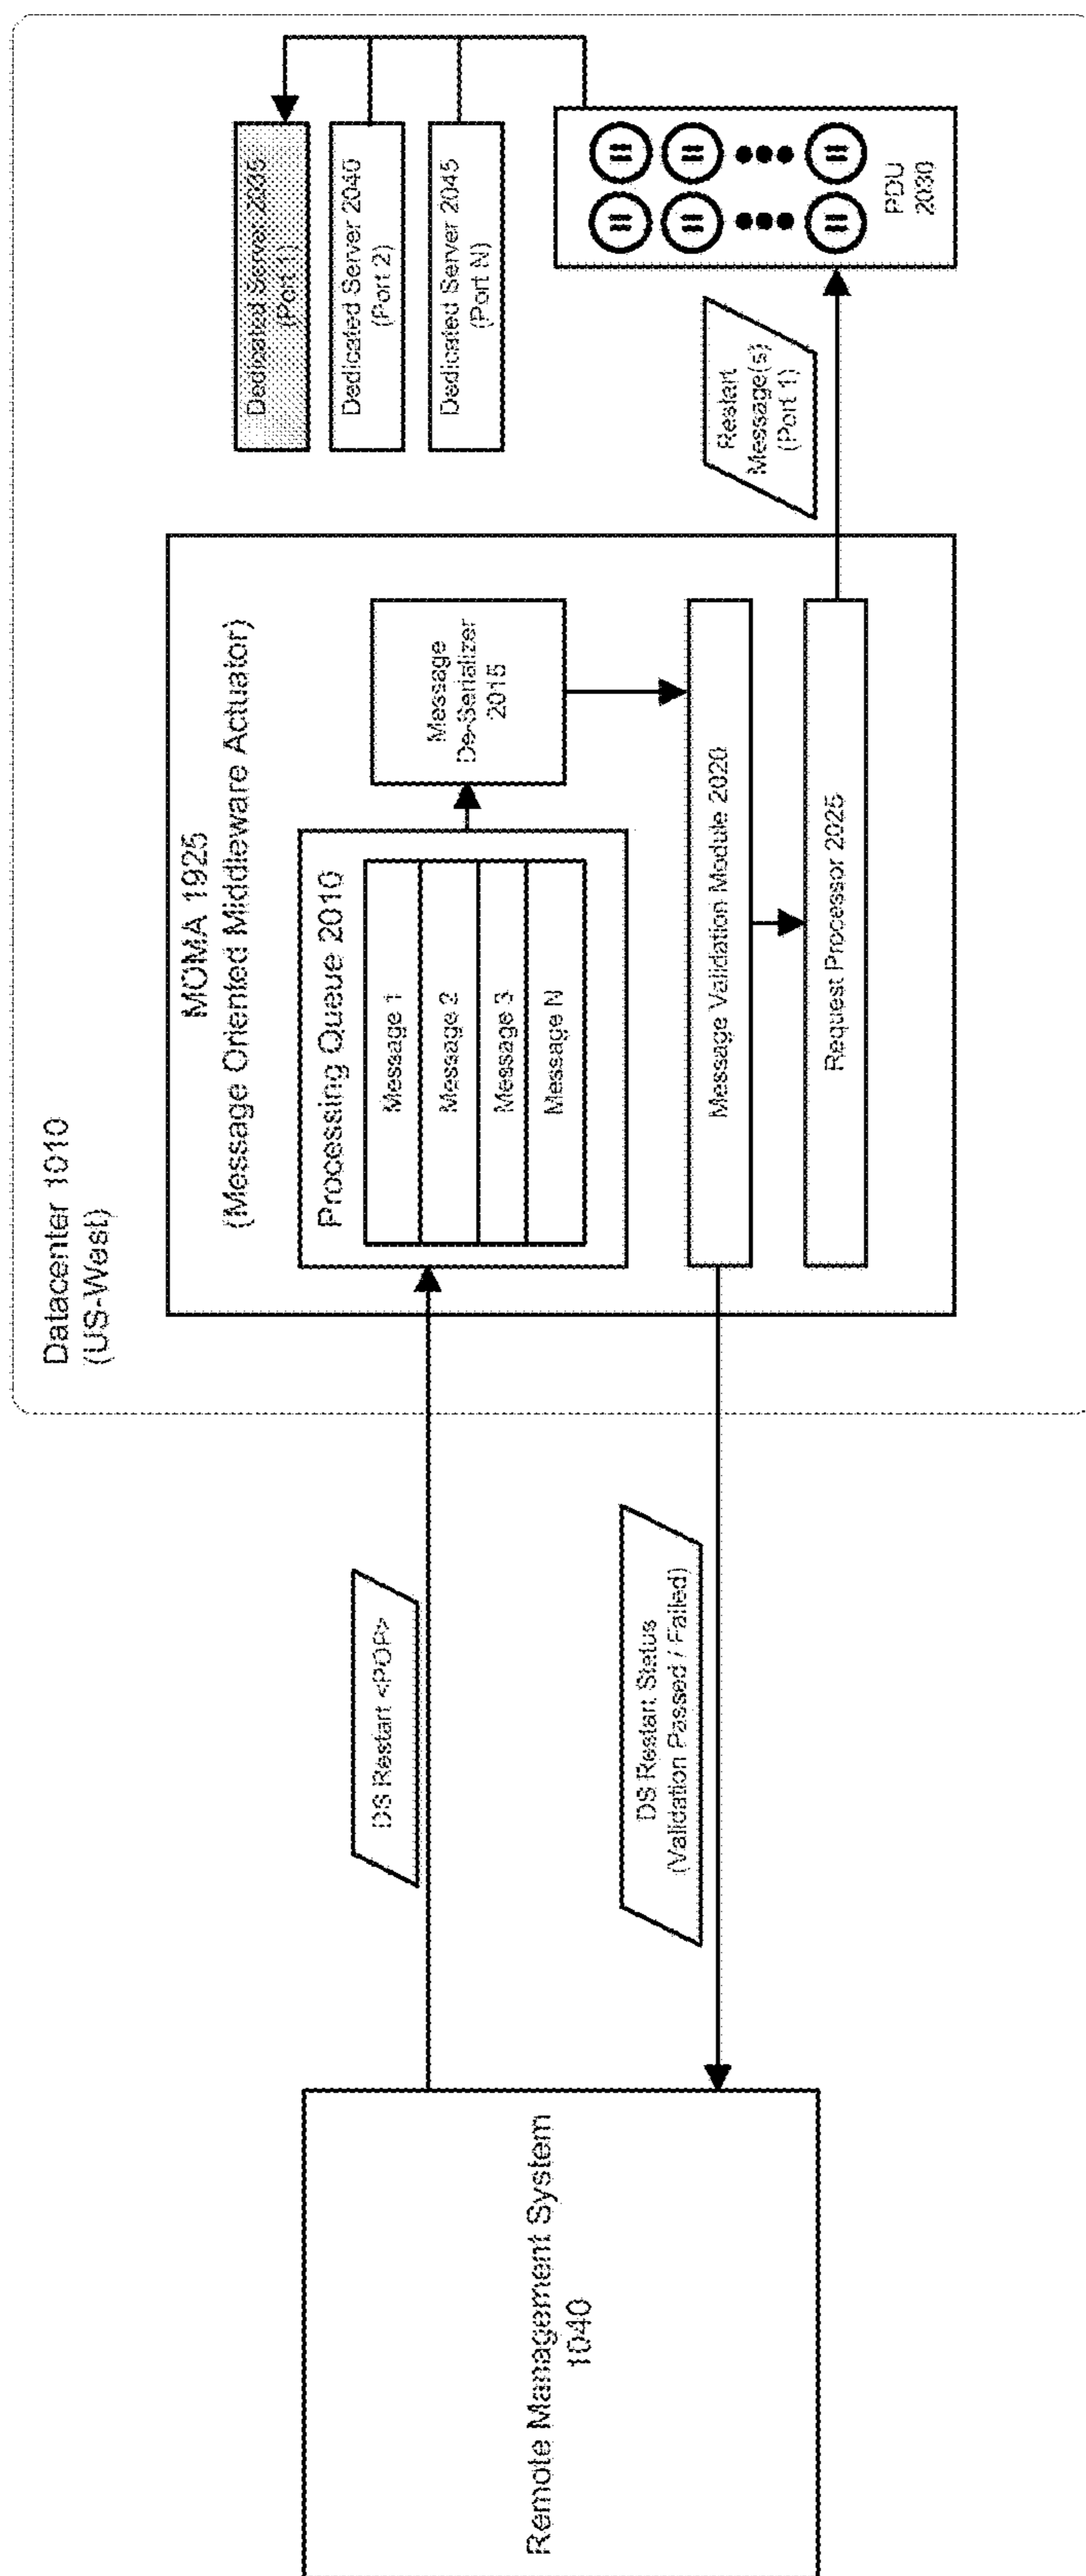 Datacenter 1010
(US-West)
MOMA 1925
(Message Oriented Middleware Actuator)
Processing Queue 2010
Message 1
Message 2
Message 3
Message N
Message
De-Serializer
2015
Message Validation Module 2020
Request Processor 2025
Dedicated Server 2035
(Port 1)
Dedicated Server 2040
(Port 2)
Dedicated Server 2045
(Port N)
Restart
Message(s)
(Port 1)
PDU
2030
DS Restart <POP>
DS Restart Status
(Validation Passed / Failed)
Remote Management System
1040